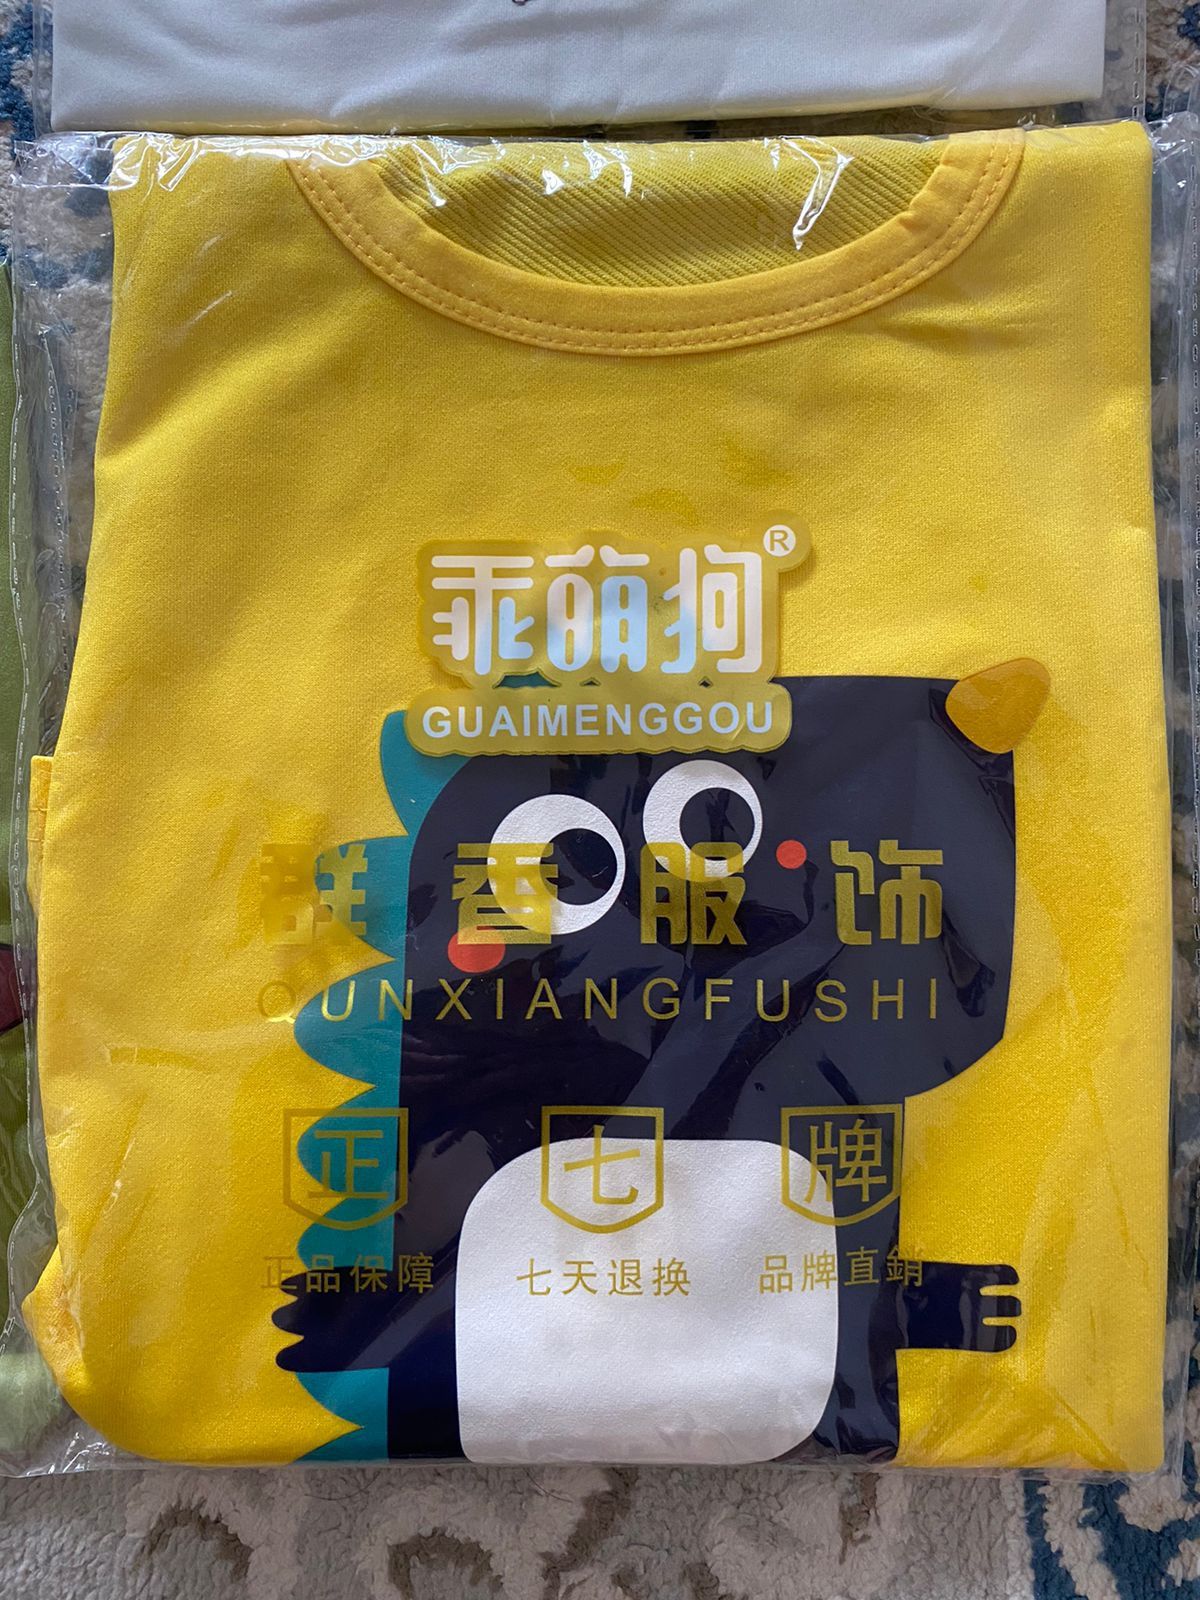 乖萌狗®
GUAIMENGGOU
群香服饰
QUNXIANGFUSHI
正 七 牌
正品保障 七天退换 品牌直銷